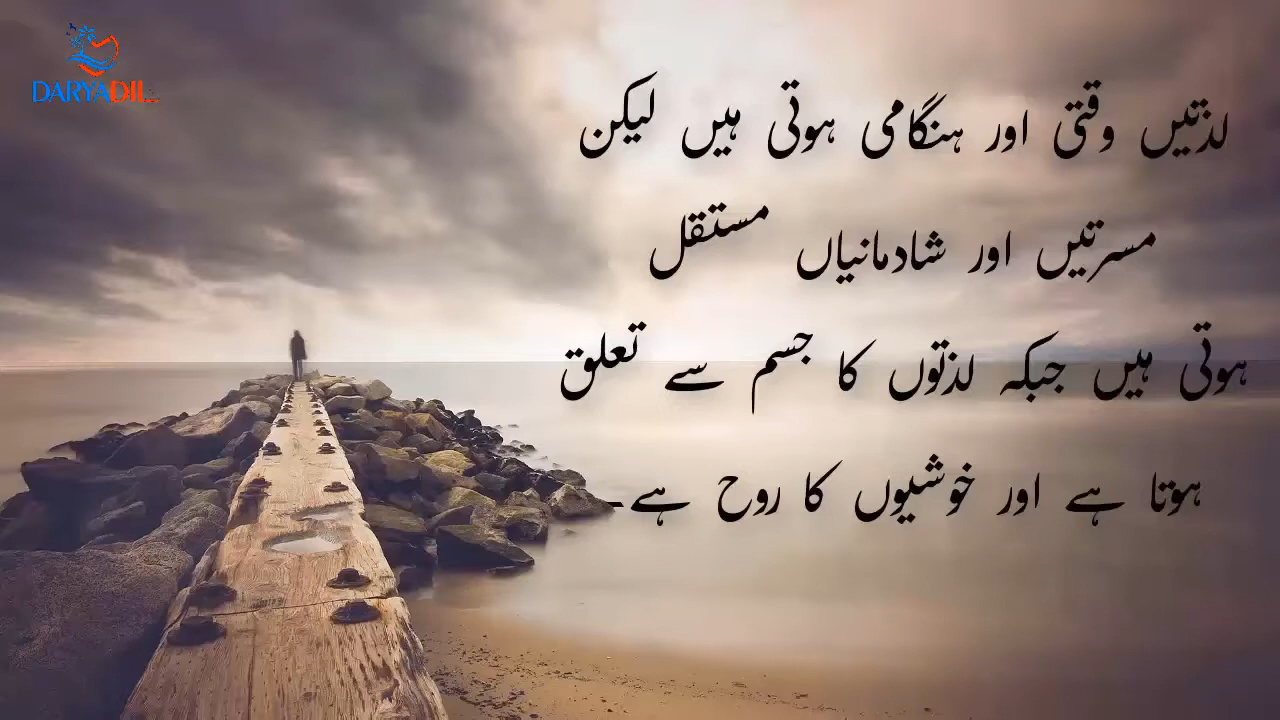 DARYADIL
لذتیں وقتی اور ہنگامی ہوتی ہیں لیکن
مسرتیں اور شادمانیاں مستقل
ہوتی ہیں جبکہ لذتوں کا جسم سے تعلق
ہوتا ہے اور خوشیوں کا روح سے۔